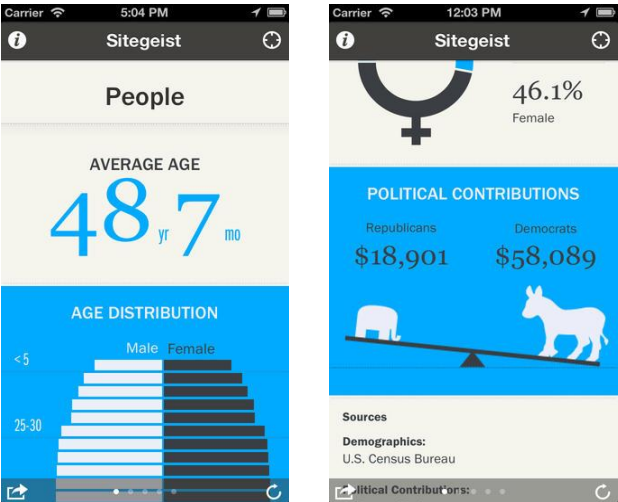 Carrier 5:04 PM
Sitegeist
People
AVERAGE AGE
48 yr 7 mo
AGE DISTRIBUTION
Male Female
< 5
25-30
Carrier 12:03 PM
Sitegeist
46.1%
Female
POLITICAL CONTRIBUTIONS
Republicans Democrats
$18,901 $58,089
Sources
Demographics:
U.S. Census Bureau
Political Contributions: